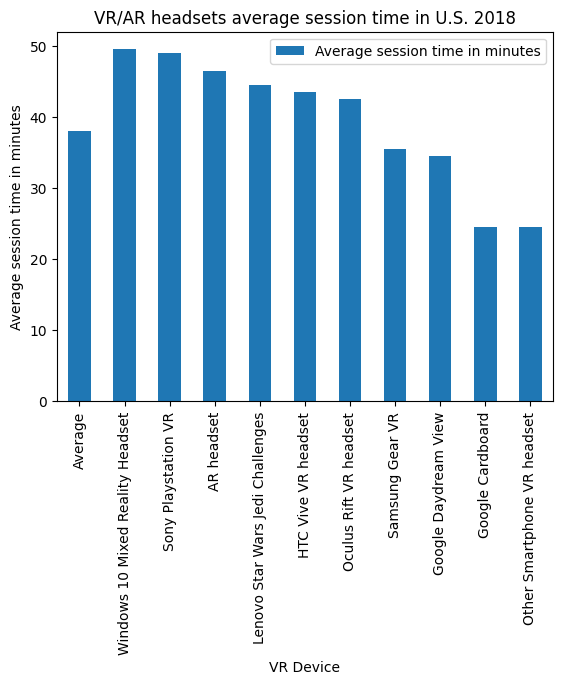 VR/AR headsets average session time in U.S. 2018
Average session time in minutes
Average session time in minutes
50
40
30
20
10
0
Average
Windows 10 Mixed Reality Headset
Sony Playstation VR
AR headset
Lenovo Star Wars Jedi Challenges
HTC Vive VR headset
Oculus Rift VR headset
Samsung Gear VR
Google Daydream View
Google Cardboard
Other Smartphone VR headset
VR Device